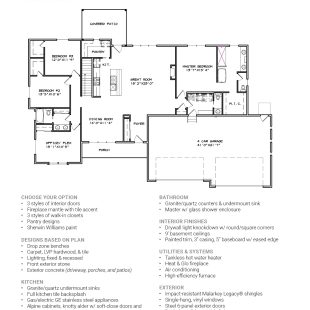 COVERED PATIO
BEDROOM #2
PANTRY
GREAT ROOM
MASTER BEDROOM
BEDROOM #3
W.I.C.
DINING ROOM
FOYER
OFFICE/FLEX
4 CAR GARAGE
CHOOSE YOUR OPTION
• 3 styles of interior doors
• Fireplace mantle with tile accent
• 3 styles of walk-in closets
• Pantry designs
• Sherwin Williams paint
DESIGNS BASED ON PLAN
• Drop zone benches
• Carpet, LVP hardwood, & tile
• Lighting, fixed & recessed
• Front exterior stone
• Exterior concrete (driveway, porches, and patios)
KITCHEN
• Granite/quartz undermount sinks
• Full kitchen tile backsplash
• Gas/electric GE stainless steel appliances
• Alpine cabinets, knotty alder w/ soft-close doors and
BATHROOM
• Granite/quartz counters & undermount sink
• Master w/ glass shower enclosure
INTERIOR FINISHES
• Drywall light knockdown w/ round/square corners
• 9' basement ceilings
• Painted trim, 3" casing, 5" baseboard w/ eased edge
UTILITIES & SYSTEMS
• Tankless hot water heater
• Heat & Glo fireplace
• Air conditioning
• High-efficiency furnace
EXTERIOR
• Impact-resistant Malarkey Legacy® shingles
• Single-hung, vinyl windows
• Steel 6-panel exterior doors